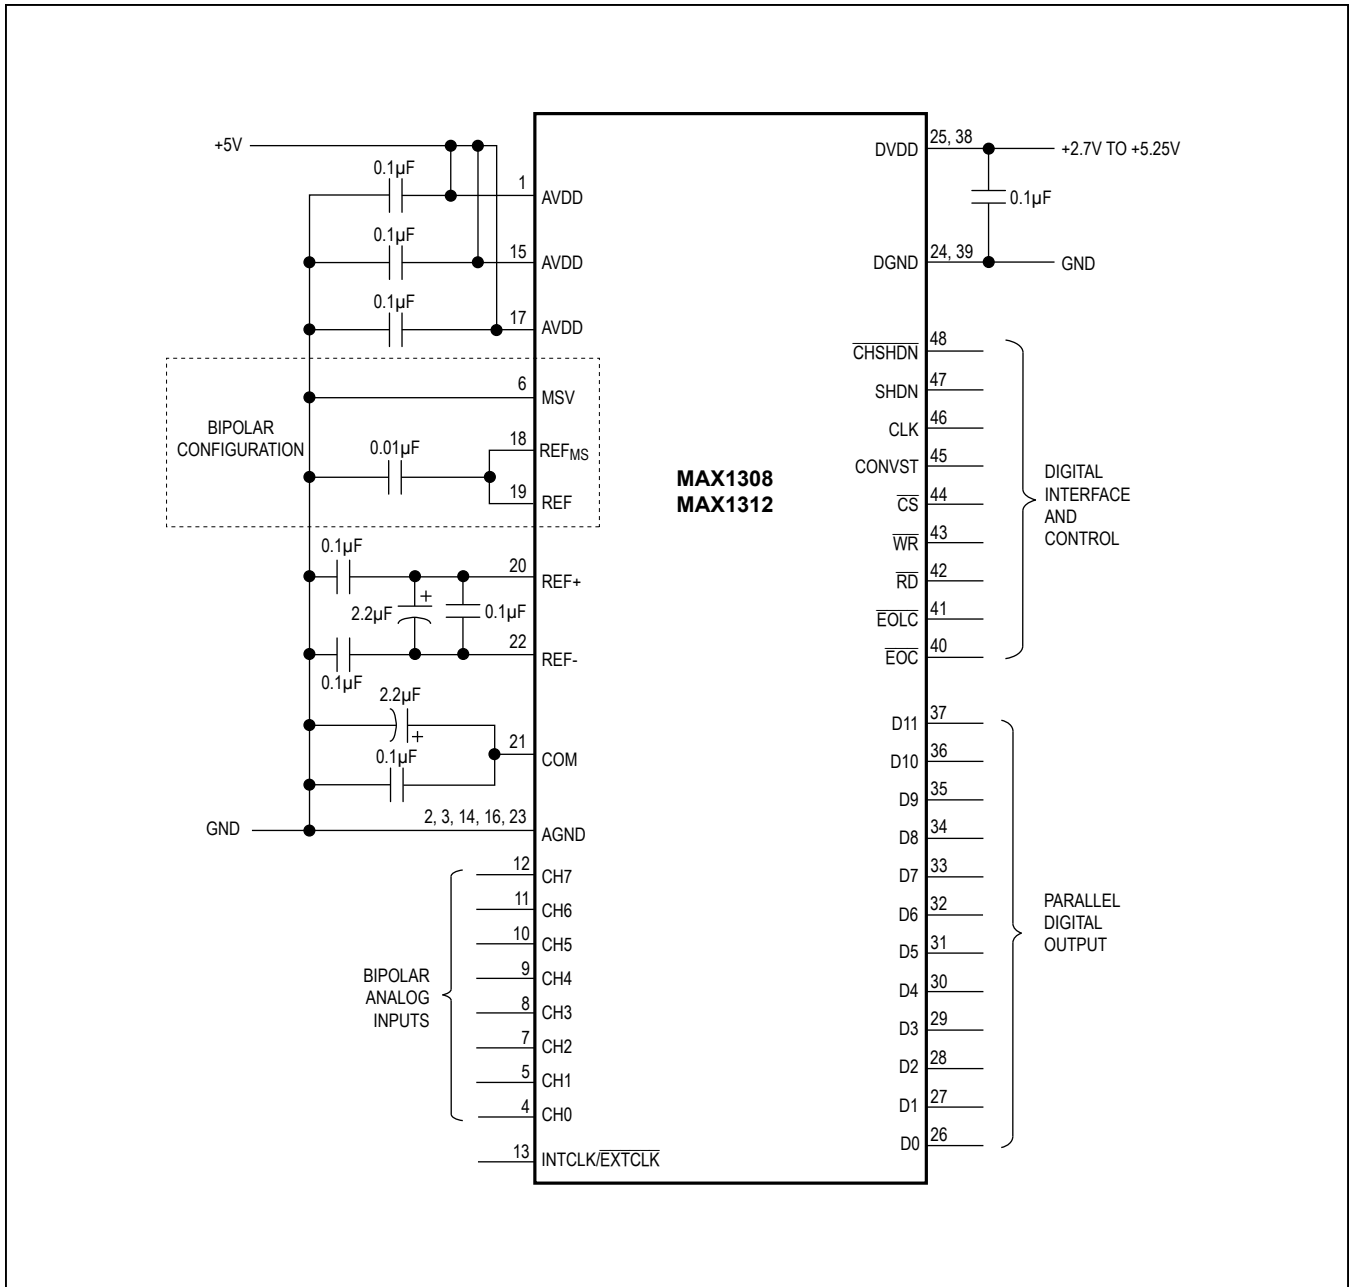 +5V
0.1µF
1
AVDD
0.1µF
15
AVDD
0.1µF
17
AVDD
BIPOLAR
CONFIGURATION
6
MSV
0.01µF
18
REFMS
19
REF
0.1µF
20
REF+
2.2µF
+
0.1µF
22
REF-
0.1µF
2.2µF
+
21
COM
0.1µF
GND
2, 3, 14, 16, 23
AGND
BIPOLAR
ANALOG
INPUTS
12
CH7
11
CH6
10
CH5
9
CH4
8
CH3
7
CH2
5
CH1
4
CH0
13
INTCLK/EXTCLK
MAX1308
MAX1312
DVDD
25, 38
+2.7V TO +5.25V
0.1µF
DGND
24, 39
GND
CHSHDN
48
SHDN
47
CLK
46
CONVST
45
CS
44
WR
43
RD
42
EOLC
41
EOC
40
DIGITAL
INTERFACE
AND
CONTROL
D11
37
D10
36
D9
35
D8
34
D7
33
D6
32
D5
31
D4
30
D3
29
D2
28
D1
27
D0
26
PARALLEL
DIGITAL
OUTPUT